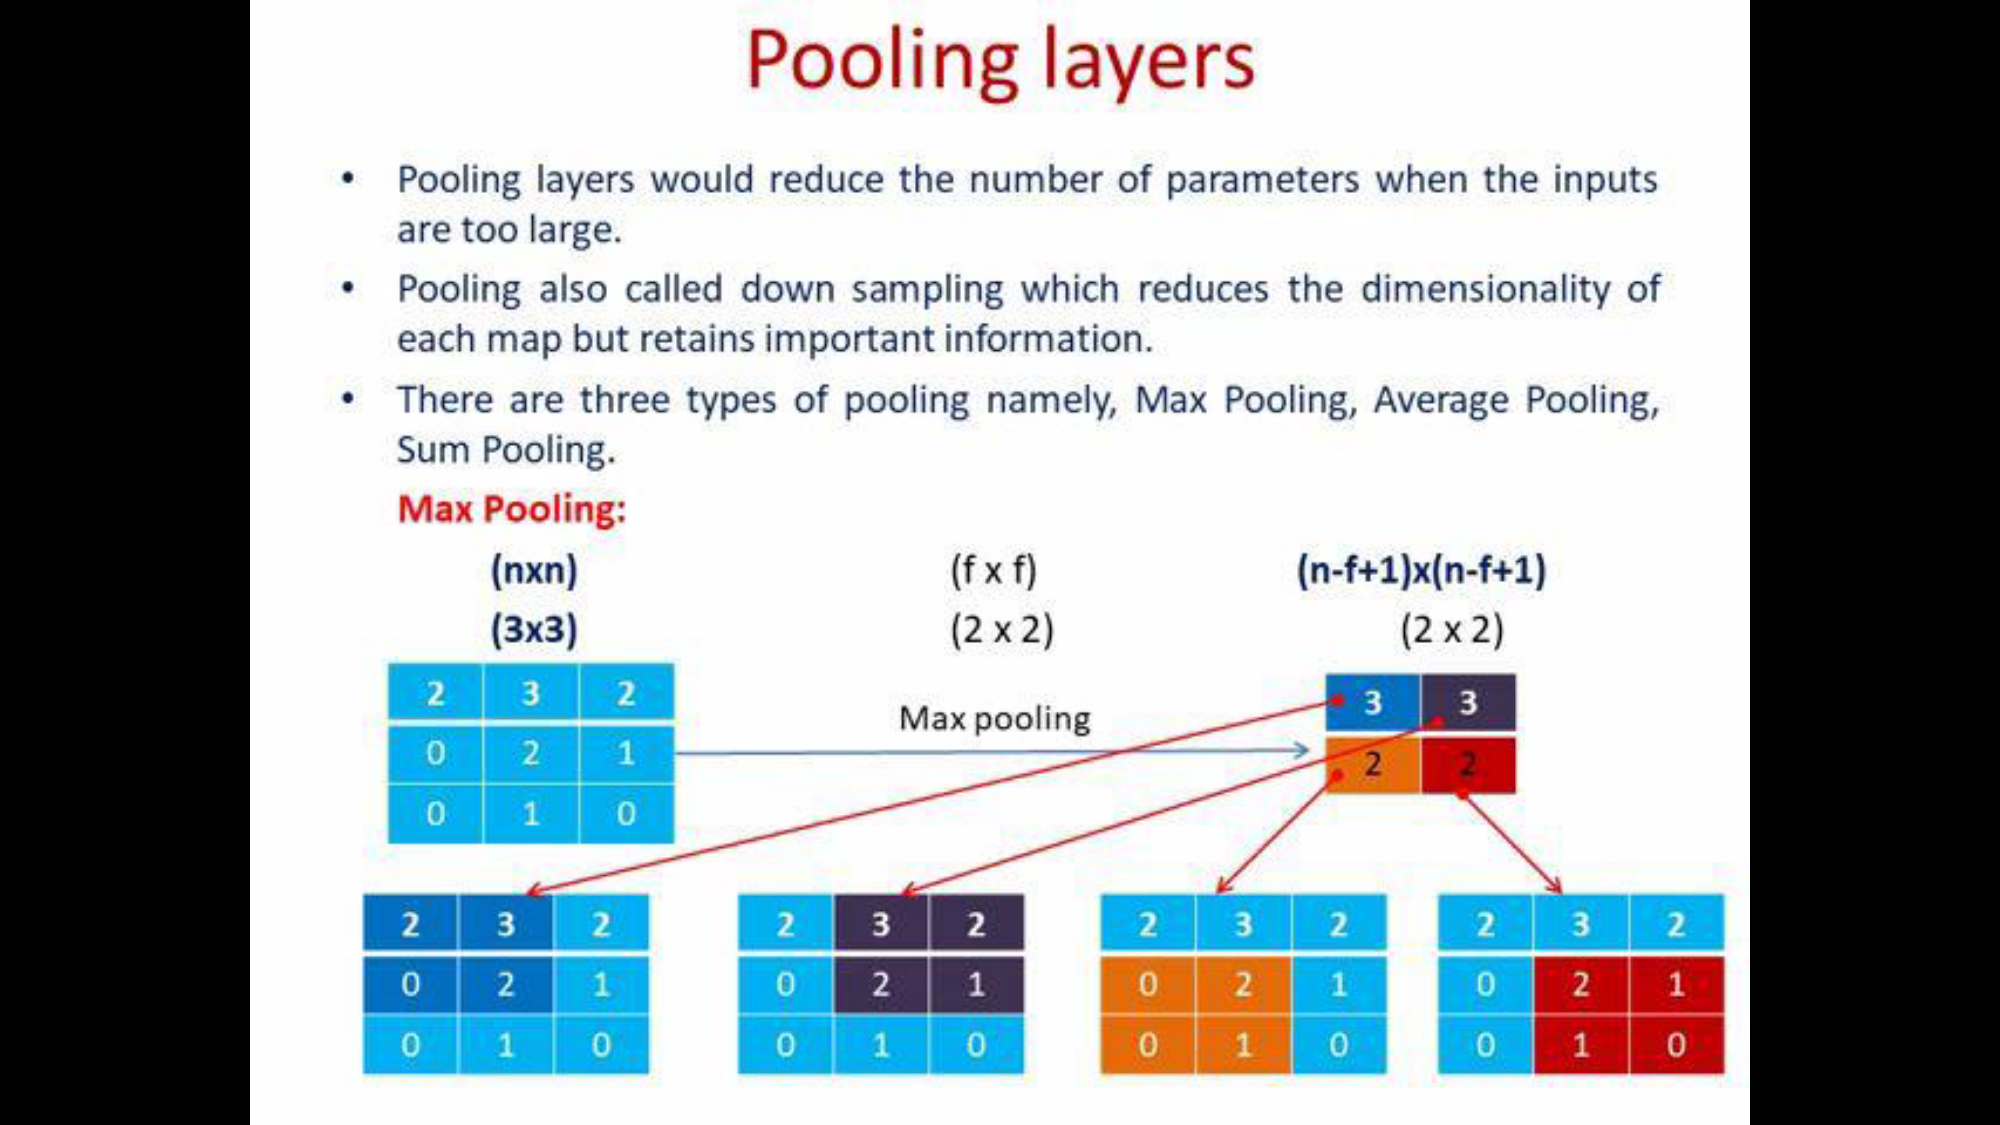 Pooling layers
• Pooling layers would reduce the number of parameters when the inputs
are too large.
• Pooling also called down sampling which reduces the dimensionality of
each map but retains important information.
• There are three types of pooling namely, Max Pooling, Average Pooling,
Sum Pooling.
Max Pooling:
(nxn) (f x f) (n-f+1)x(n-f+1)
(3x3) (2 x 2) (2 x 2)
2 3 2
0 2 1
0 1 0
Max pooling
3 3
2 2
2 3 2 2 3 2 2 3 2 2 3 2
0 2 1 0 2 1 0 2 1 0 2 1
0 1 0 0 1 0 0 1 0 0 1 0